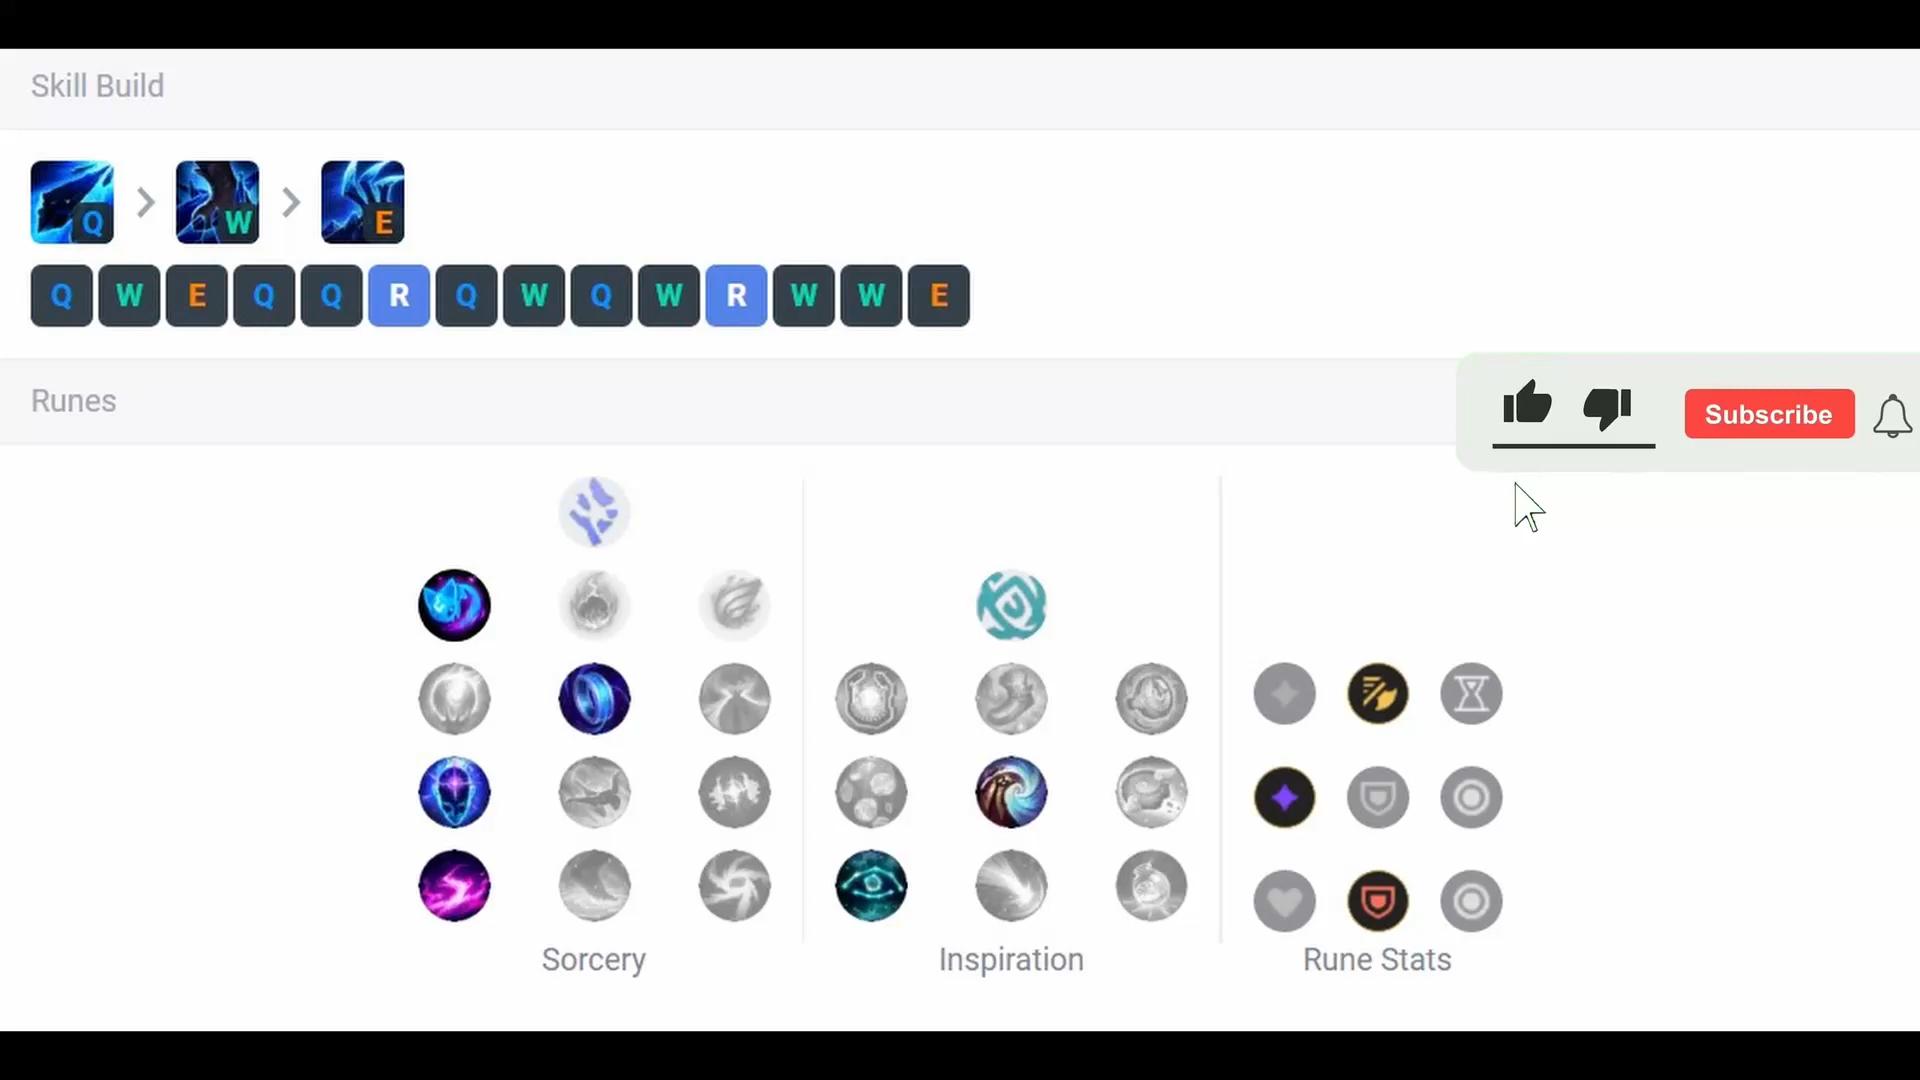 Skill Build
Q W E
Q W E Q Q R Q W Q W R W W E
Runes
Subscribe
Sorcery Inspiration Rune Stats